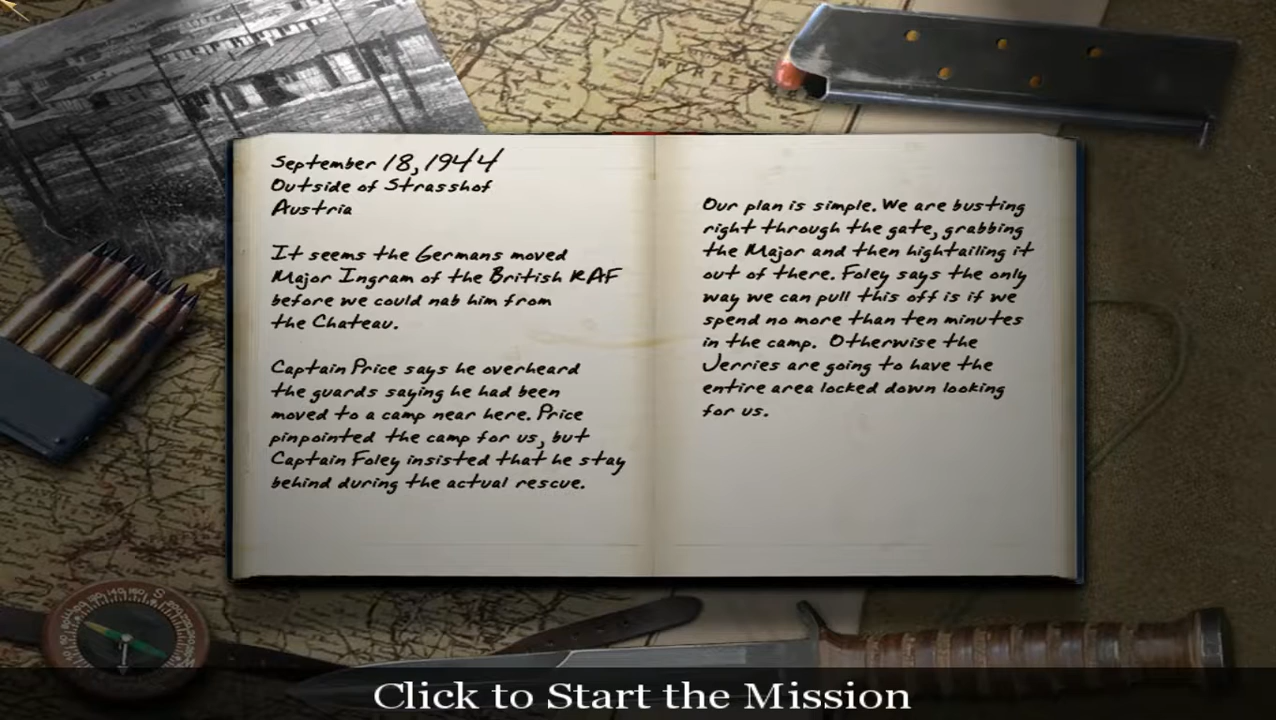 September 18, 1944
Outside of Strasshof
Austria
It seems the Germans moved
Major Ingram of the British RAF
before we could nab him from
the Chateau.
Captain Price says he overheard
the guards saying he had been
moved to a camp near here. Price
pinpointed the camp for us, but
Captain Foley insisted that he stay
behind during the actual rescue.
Our plan is simple. We are busting
right through the gate, grabbing
the Major and then hightailing it
out of there. Foley says the only
way we can pull this off is if we
spend no more than ten minutes
in the camp. Otherwise the
Jerries are going to have the
entire area locked down looking
for us.
Click to Start the Mission